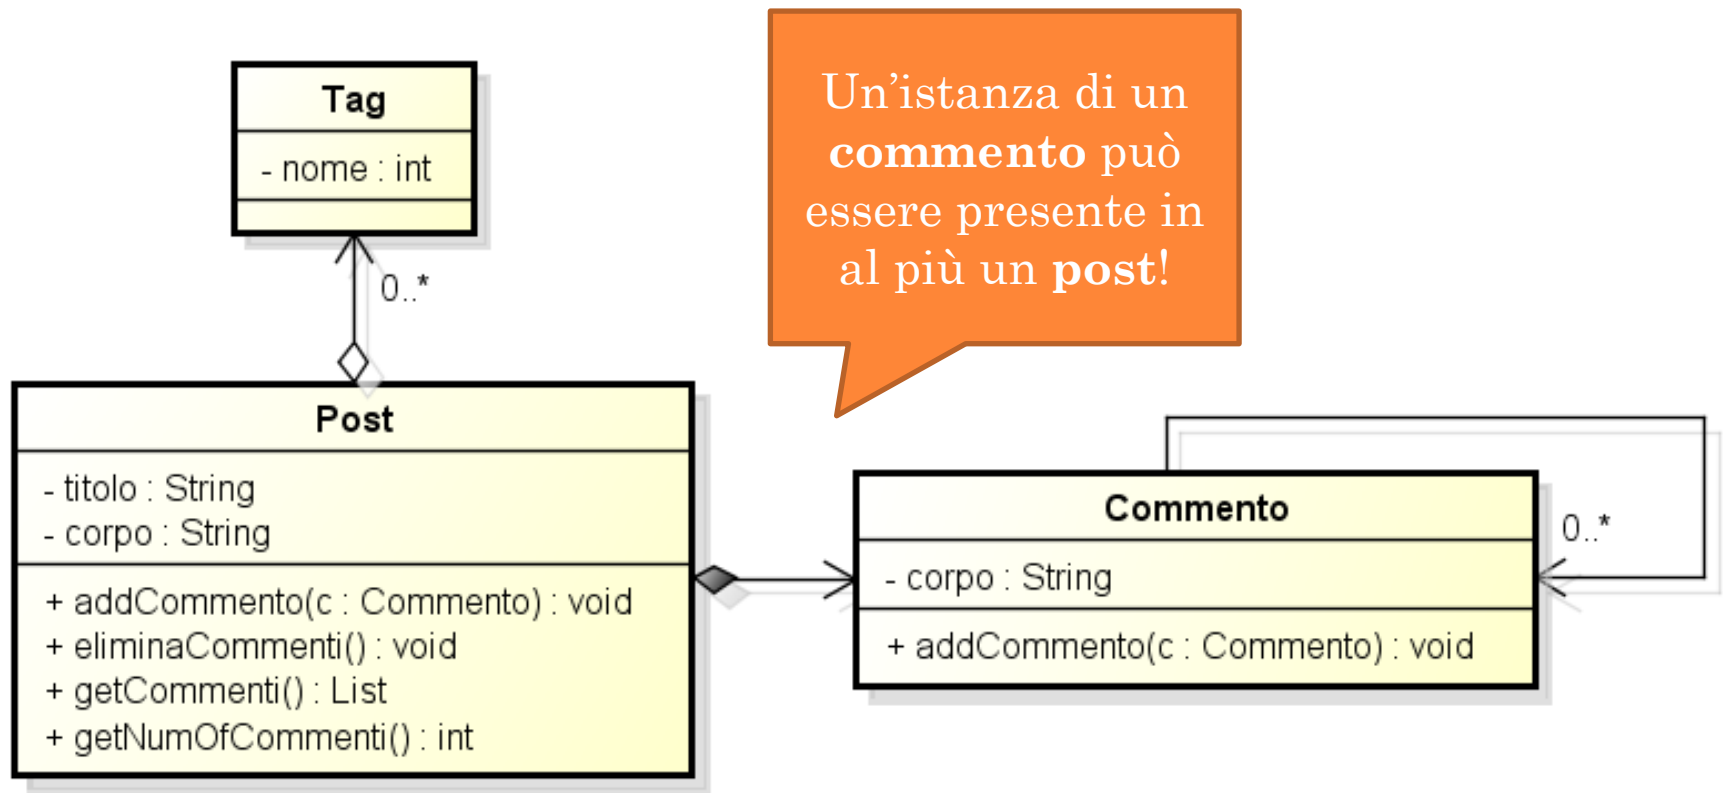 Tag
- nome : int
0..*
Un’istanza di un
commento può
essere presente in
al più un post!
Post
- titolo : String
- corpo : String
+ addCommento(c : Commento) : void
+ eliminaCommenti() : void
+ getCommenti() : List
+ getNumOfCommenti() : int
Commento
- corpo : String
+ addCommento(c : Commento) : void
0..*